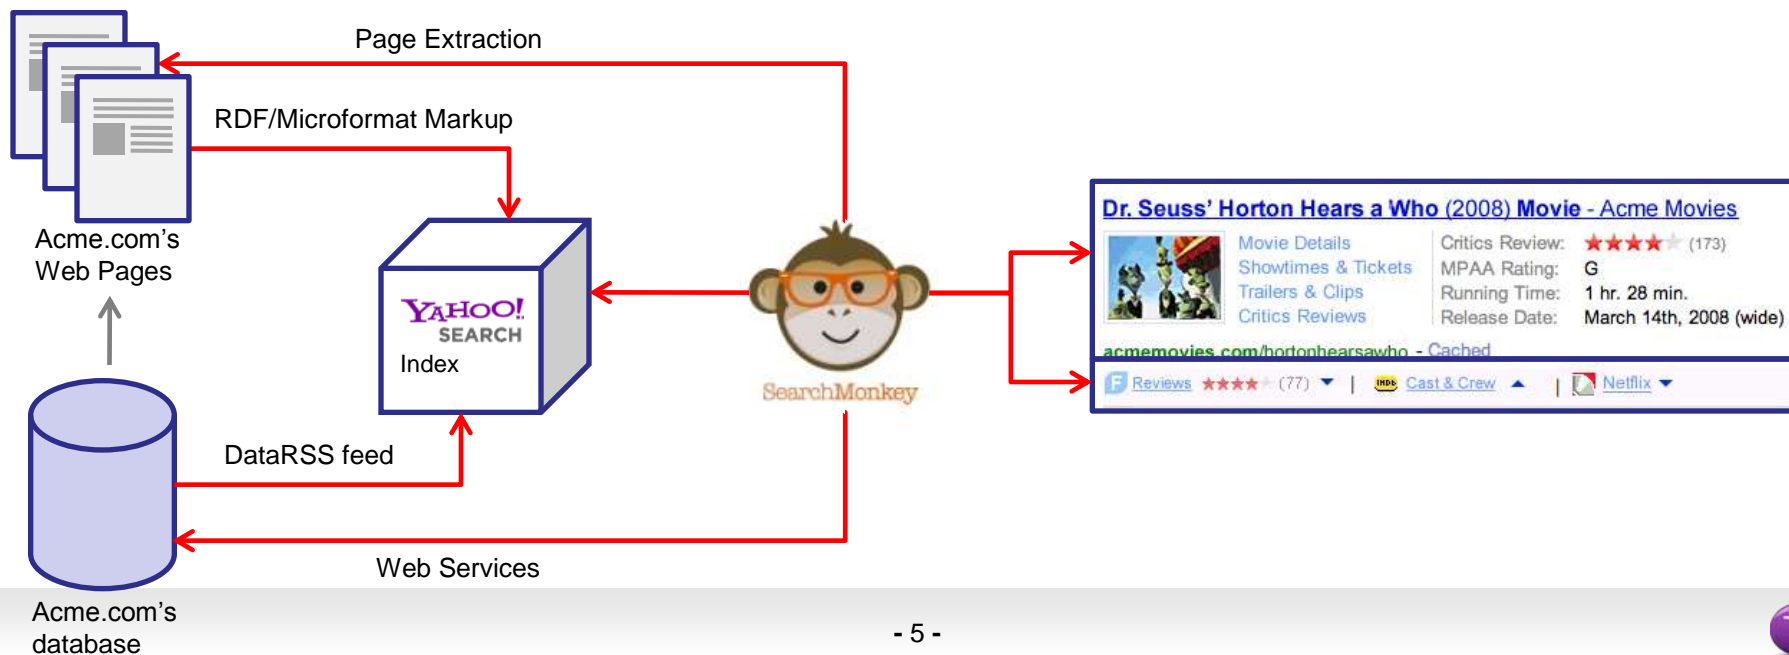 Page Extraction
RDF/Microformat Markup
Acme.com's
Web Pages
YAHOO!
SEARCH
Index
SearchMonkey
Dr. Seuss' Horton Hears a Who (2008) Movie - Acme Movies
Movie Details
Showtimes & Tickets
Trailers & Clips
Critics Reviews
Critics Review: (173)
MPAA Rating: G
Running Time: 1 hr. 28 min.
Release Date: March 14th, 2008 (wide)
acmemovies.com/hortonhearsawho - Cached
F Reviews (77) | IMDb Cast & Crew | Netflix
DataRSS feed
Web Services
Acme.com's
database
- 5 -